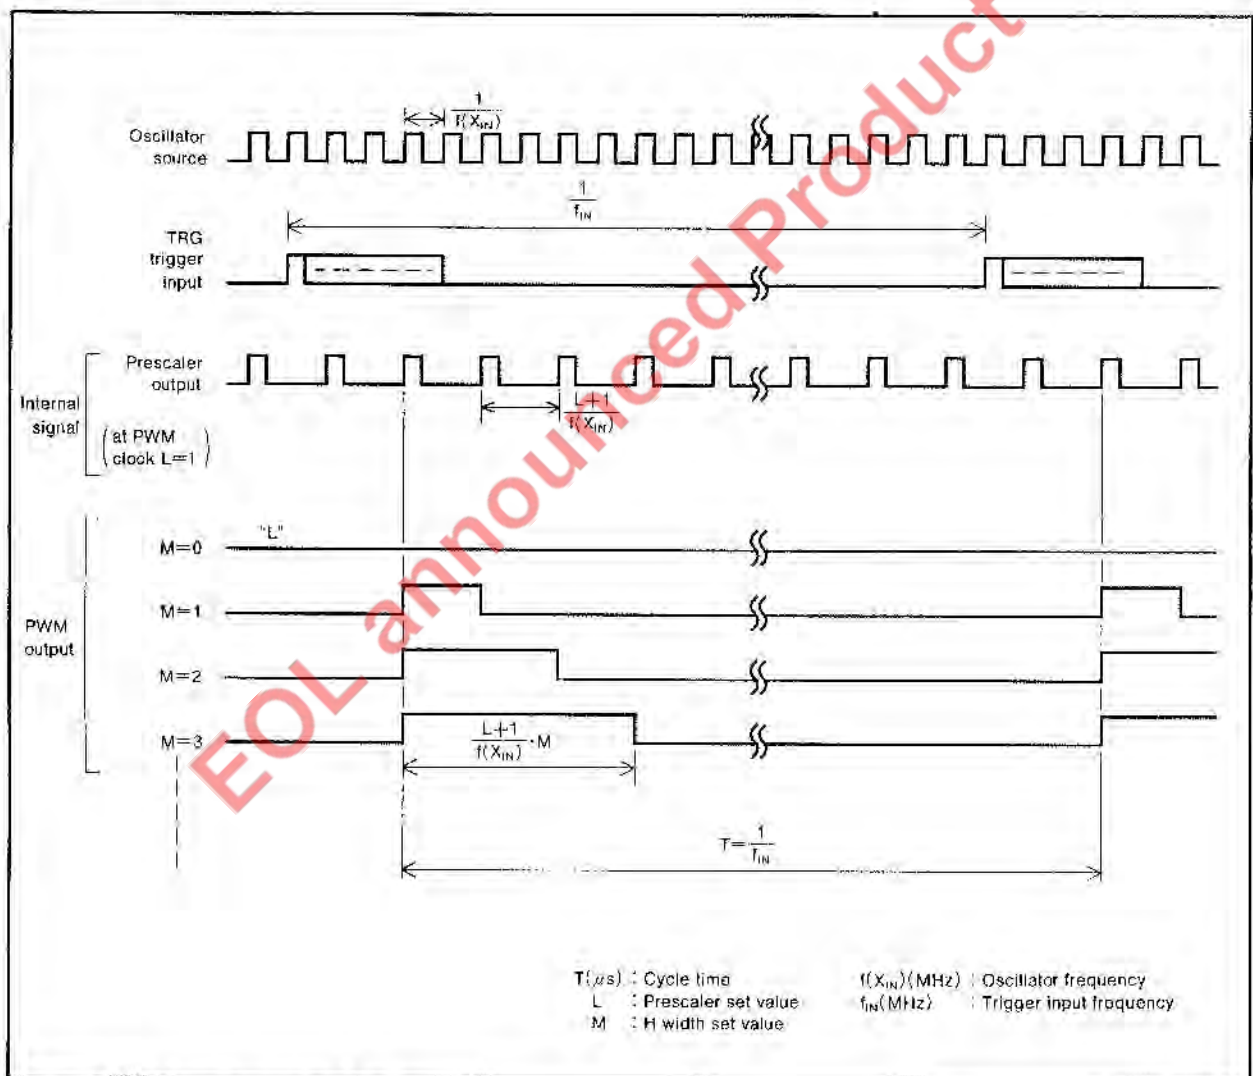 EOL announced Product
1
f(XIN)
Oscillator
source
1
fIN
TRG
trigger
input
Internal
signal
(at PWM
clock L=1)
Prescaler
output
L+1
f(XIN)
PWM
output
"L"
M=0
M=1
M=2
M=3
L+1
f(XIN) ·M
T= 1
fIN
T(μs) : Cycle time
L : Prescaler set value
M : H width set value
f(XIN)(MHz) : Oscillator frequency
fIN(MHz) : Trigger input frequency